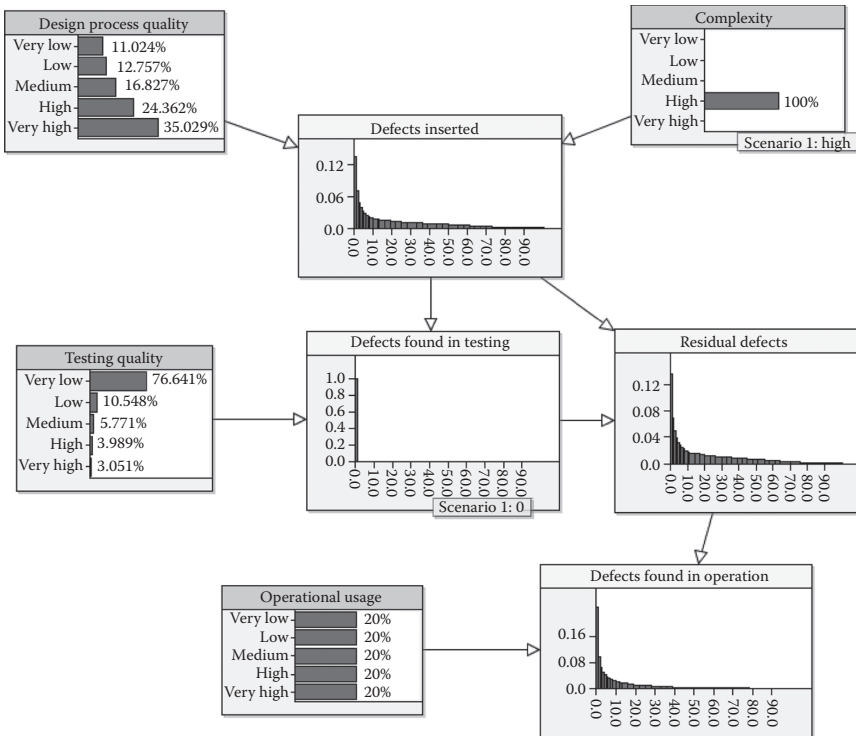 Design process quality
Very low 11.024%
Low 12.757%
Medium 16.827%
High 24.362%
Very high 35.029%
Complexity
Very low
Low
Medium
High 100%
Very high
Scenario 1: high
Defects inserted
0.12
0.06
0.0
0.0 10.0 20.0 30.0 40.0 50.0 60.0 70.0 80.0 90.0
Testing quality
Very low 76.641%
Low 10.548%
Medium 5.771%
High 3.989%
Very high 3.051%
Defects found in testing
1.0
0.8
0.6
0.4
0.2
0.0
0.0 10.0 20.0 30.0 40.0 50.0 60.0 70.0 80.0 90.0
Scenario 1: 0
Residual defects
0.12
0.08
0.04
0.0
0.0 10.0 20.0 30.0 40.0 50.0 60.0 70.0 80.0 90.0
Operational usage
Very low 20%
Low 20%
Medium 20%
High 20%
Very high 20%
Defects found in operation
0.16
0.08
0.0
0.0 10.0 20.0 30.0 40.0 50.0 60.0 70.0 80.0 90.0